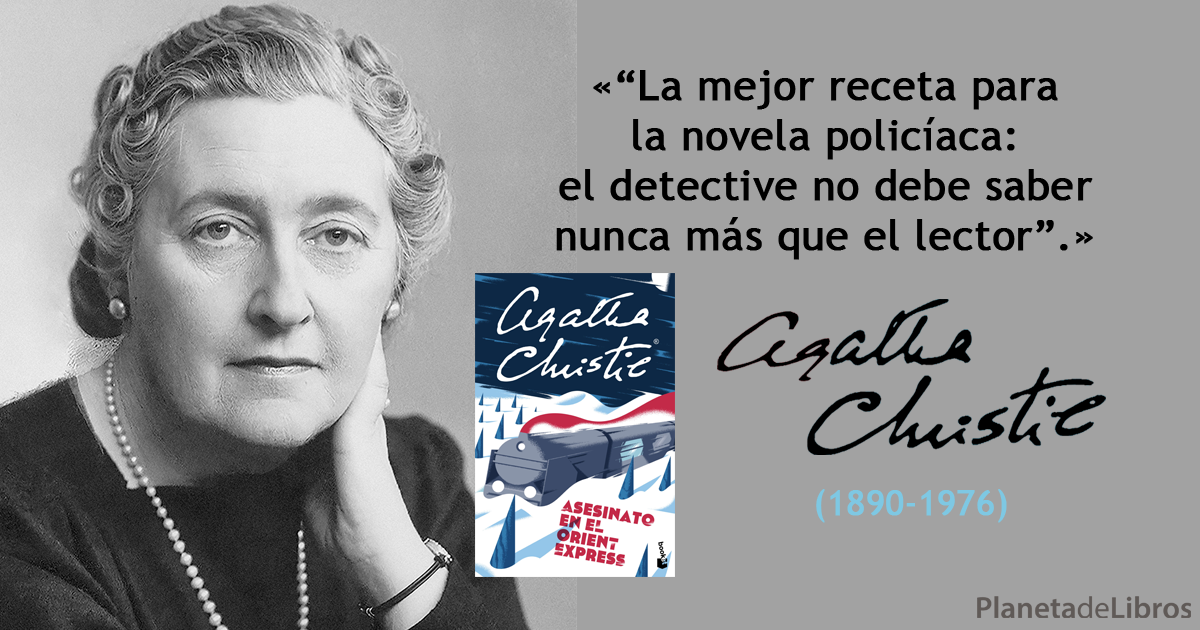 «“La mejor receta para
la novela policíaca:
el detective no debe saber
nunca más que el lector”.»
Agatha
Christie®
ASESINATO
EN EL
ORIENT
EXPRESS
booket
Agatha
Christie
(1890-1976)
PlanetadeLibros